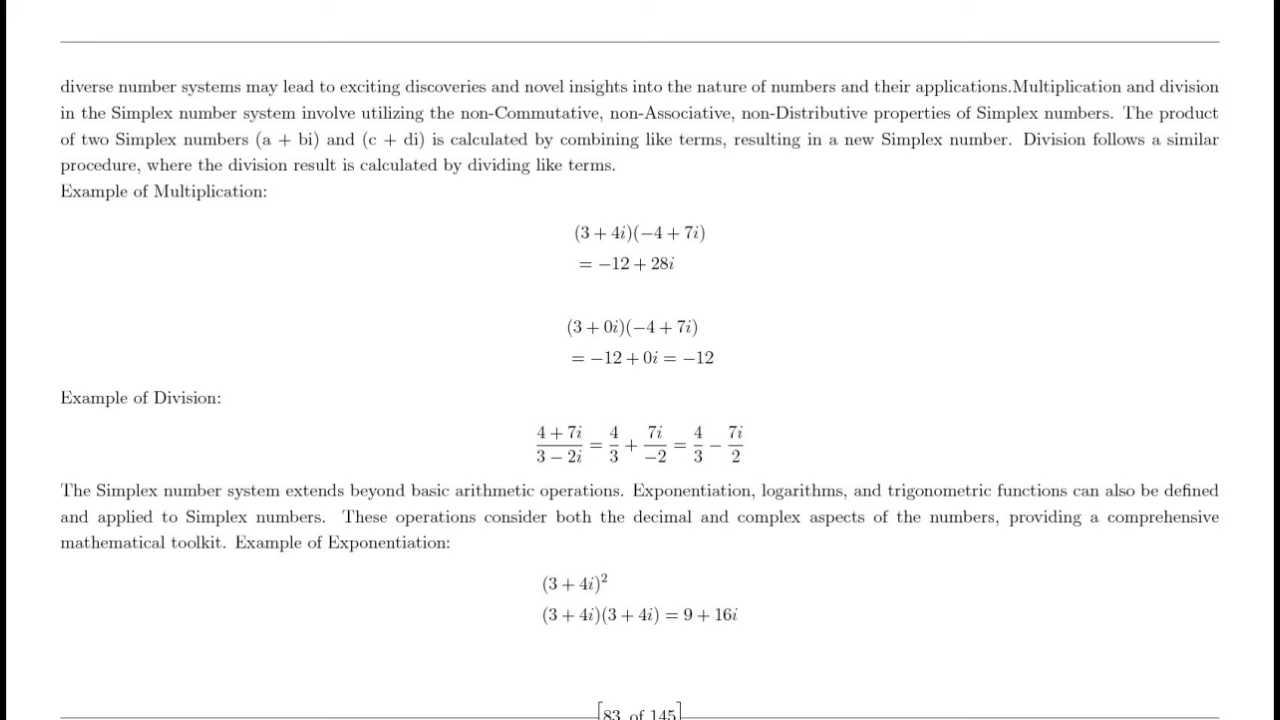 diverse number systems may lead to exciting discoveries and novel insights into the nature of numbers and their applications.Multiplication and division
in the Simplex number system involve utilizing the non-Commutative, non-Associative, non-Distributive properties of Simplex numbers. The product
of two Simplex numbers (a + bi) and (c + di) is calculated by combining like terms, resulting in a new Simplex number. Division follows a similar
procedure, where the division result is calculated by dividing like terms.
Example of Multiplication:
(3 + 4i)(−4 + 7i)
= −12 + 28i
(3 + 0i)(−4 + 7i)
= −12 + 0i = −12
Example of Division:
4 + 7i / 3 − 2i = 4/3 + 7i/−2 = 4/3 − 7i/2
The Simplex number system extends beyond basic arithmetic operations. Exponentiation, logarithms, and trigonometric functions can also be defined
and applied to Simplex numbers. These operations consider both the decimal and complex aspects of the numbers, providing a comprehensive
mathematical toolkit. Example of Exponentiation:
(3 + 4i)²
(3 + 4i)(3 + 4i) = 9 + 16i
[83 of 145]